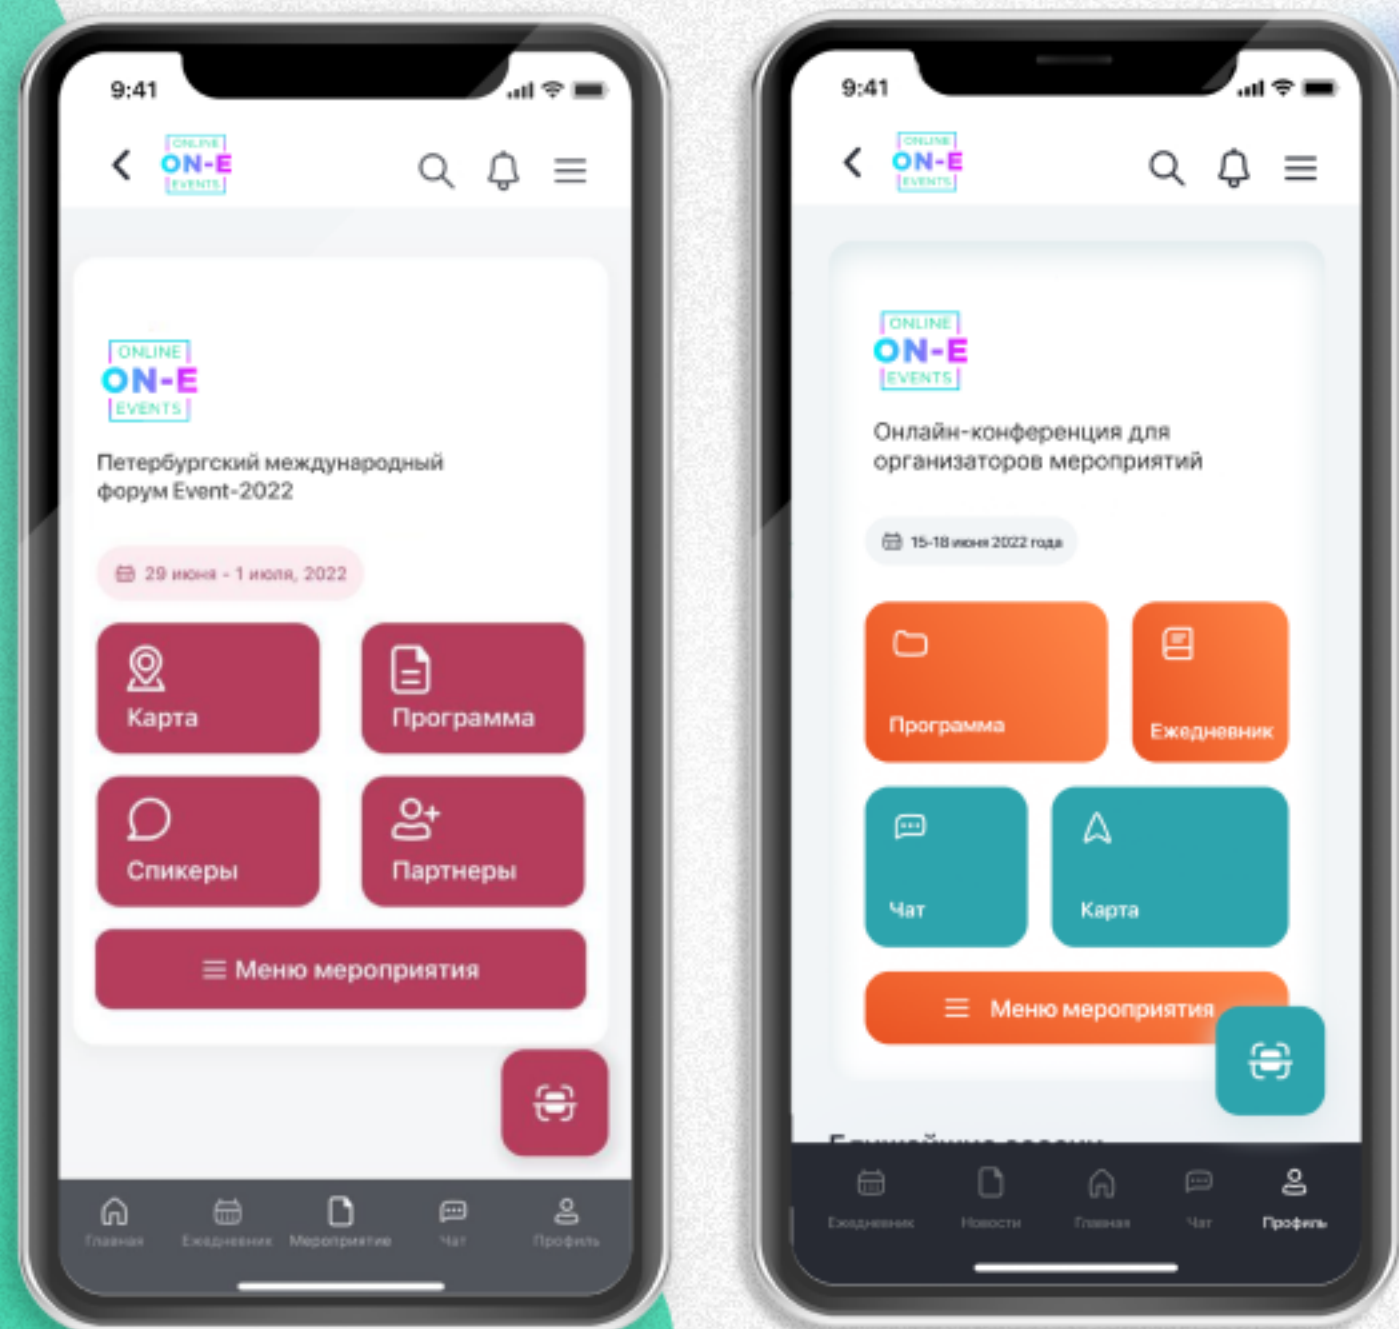 9:41
ONLINE
ON-E
EVENTS
ONLINE
ON-E
EVENTS
Петербургский международный
форум Event-2022
29 июня - 1 июля, 2022
Карта
Программа
Спикеры
Партнеры
Меню мероприятия
Главная
Ежедневник
Мероприятие
Чат
Профиль
9:41
ONLINE
ON-E
EVENTS
ONLINE
ON-E
EVENTS
Онлайн-конференция для
организаторов мероприятий
15-18 июня 2022 года
Программа
Ежедневник
Чат
Карта
Меню мероприятия
Ежедневник
Новости
Главная
Чат
Профиль